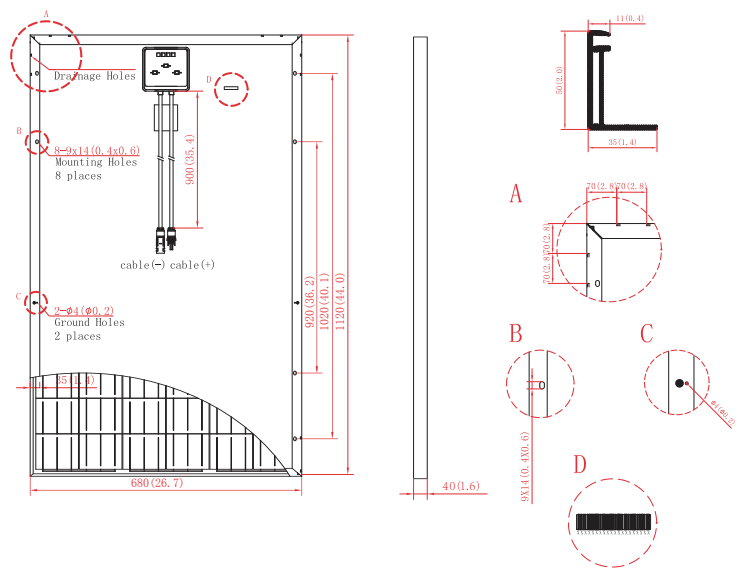 A
Drainage Holes
D
B
8-9x14(0.4x0.6)
Mounting Holes
8 places
900(35.4)
cable(-) cable(+)
C
2-φ4(φ0.2)
Ground Holes
2 places
920(36.2)
1020(40.1)
1120(44.0)
35(1.4)
680(26.7)
40(1.6)
11(0.4)
50(2.0)
35(1.4)
A
70(2.8)
70(2.8)
70(2.8)
70(2.8)
B
9X14(0.4X0.6)
C
φ4(φ0.2)
D